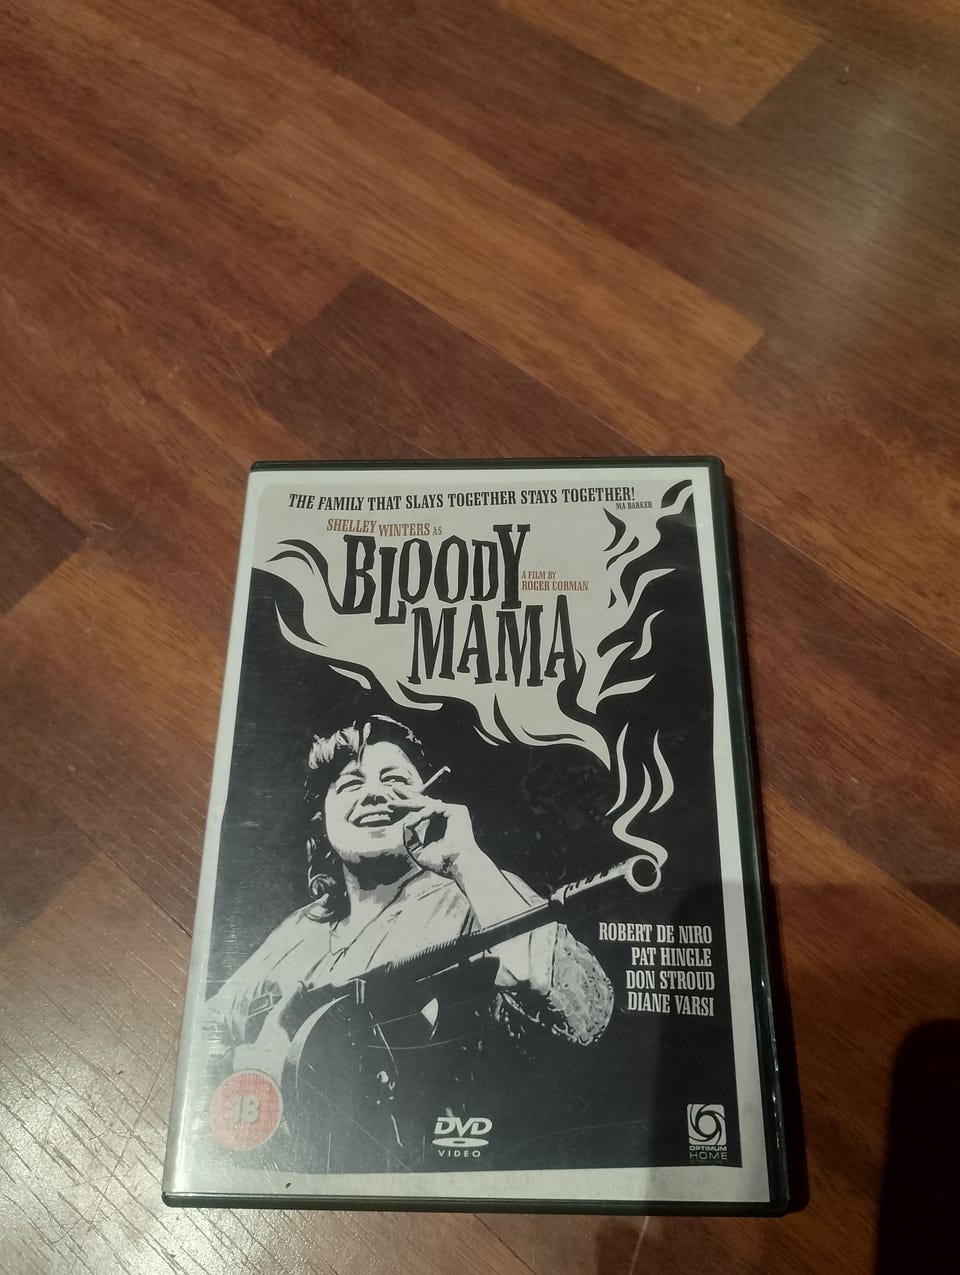 THE FAMILY THAT SLAYS TOGETHER STAYS TOGETHER!
MA BARKER
SHELLEY WINTERS AS
BLOODY
A FILM BY
ROGER CORMAN
MAMA
ROBERT DE NIRO
PAT HINGLE
DON STROUD
DIANE VARSI
18
DVD
VIDEO
OPTIMUM
HOME